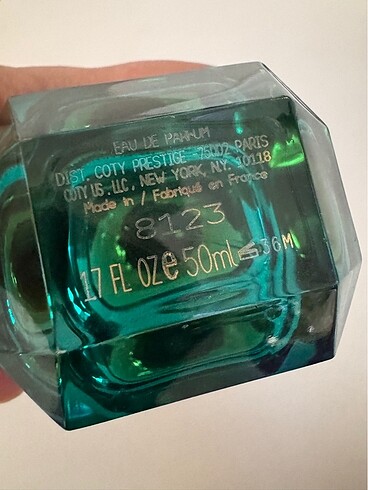 EAU DE PARFUM
DIST. COTY PRESTIGE -75002 PARIS
COTY US, LLC, NEW YORK, NY, 10118
Made in / Fabriqué en France
8123
1.7 FL OZ e 50ml 36M